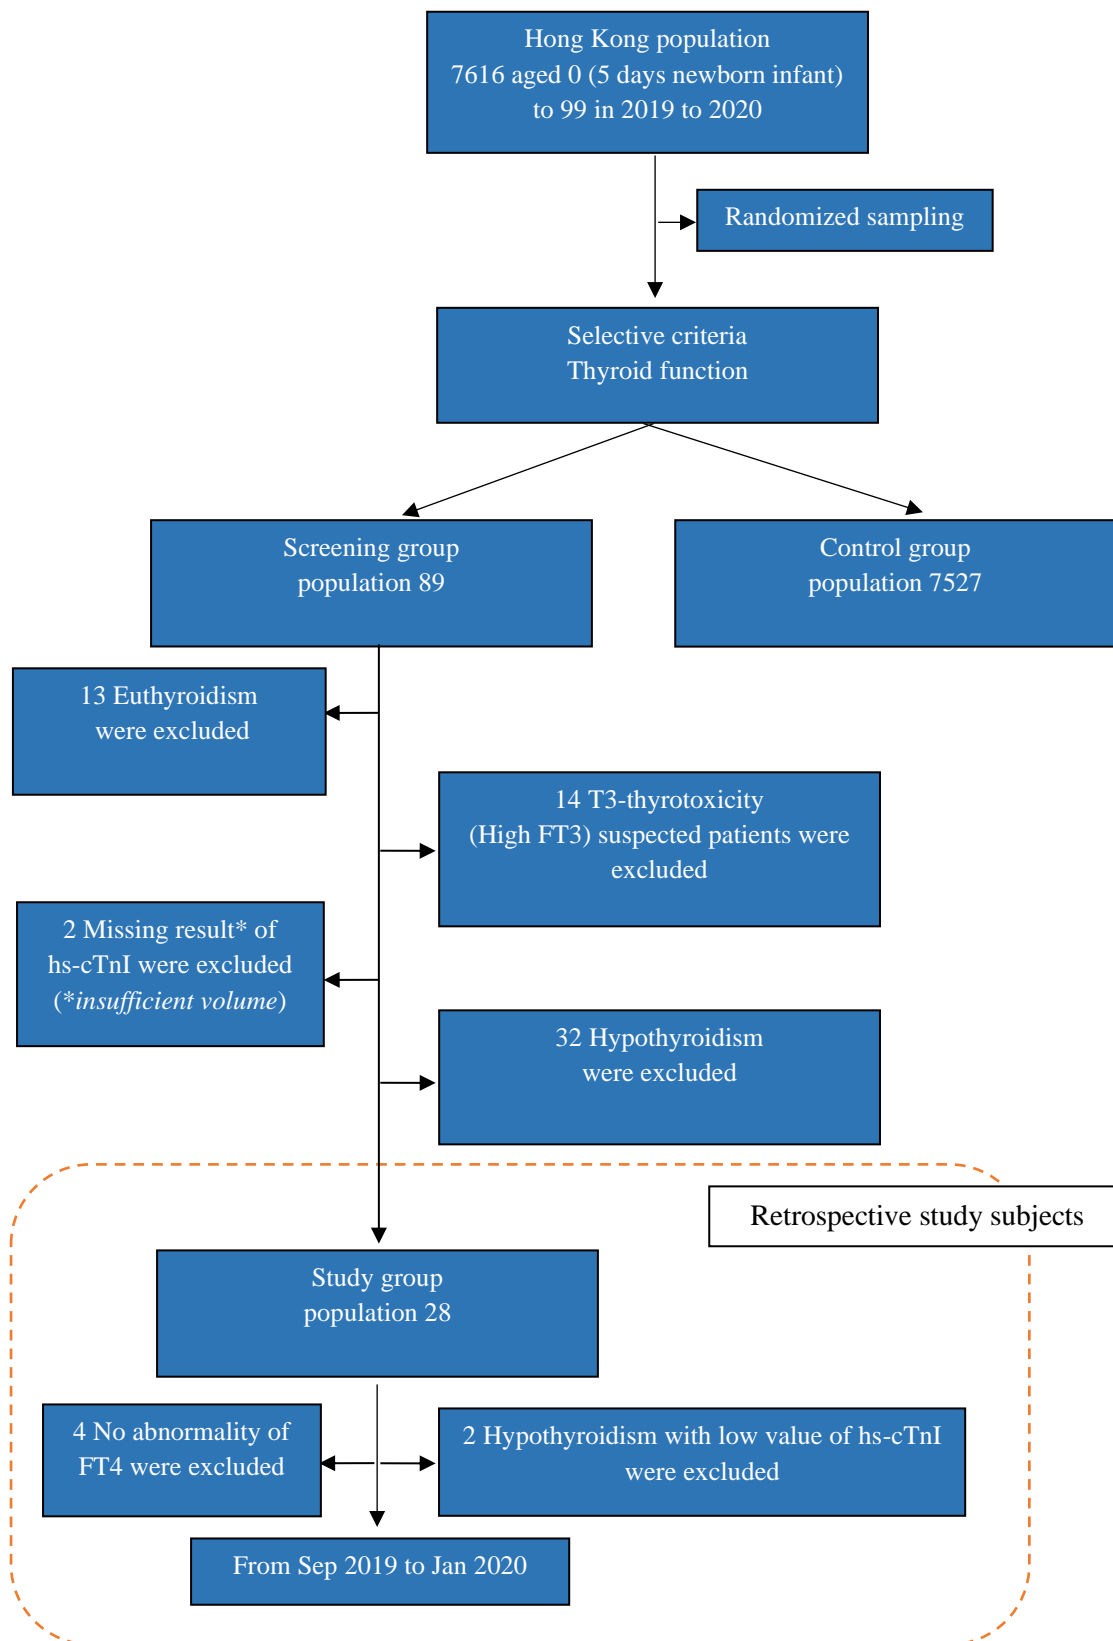 Hong Kong population
7616 aged 0 (5 days newborn infant)
to 99 in 2019 to 2020
Randomized sampling
Selective criteria
Thyroid function
Screening group
population 89
Control group
population 7527
13 Euthyroidism
were excluded
14 T3-thyrotoxicity
(High FT3) suspected patients were
excluded
2 Missing result* of
hs-cTnI were excluded
(*insufficient volume)
32 Hypothyroidism
were excluded
Retrospective study subjects
Study group
population 28
4 No abnormality of
FT4 were excluded
2 Hypothyroidism with low value of hs-cTnI
were excluded
From Sep 2019 to Jan 2020